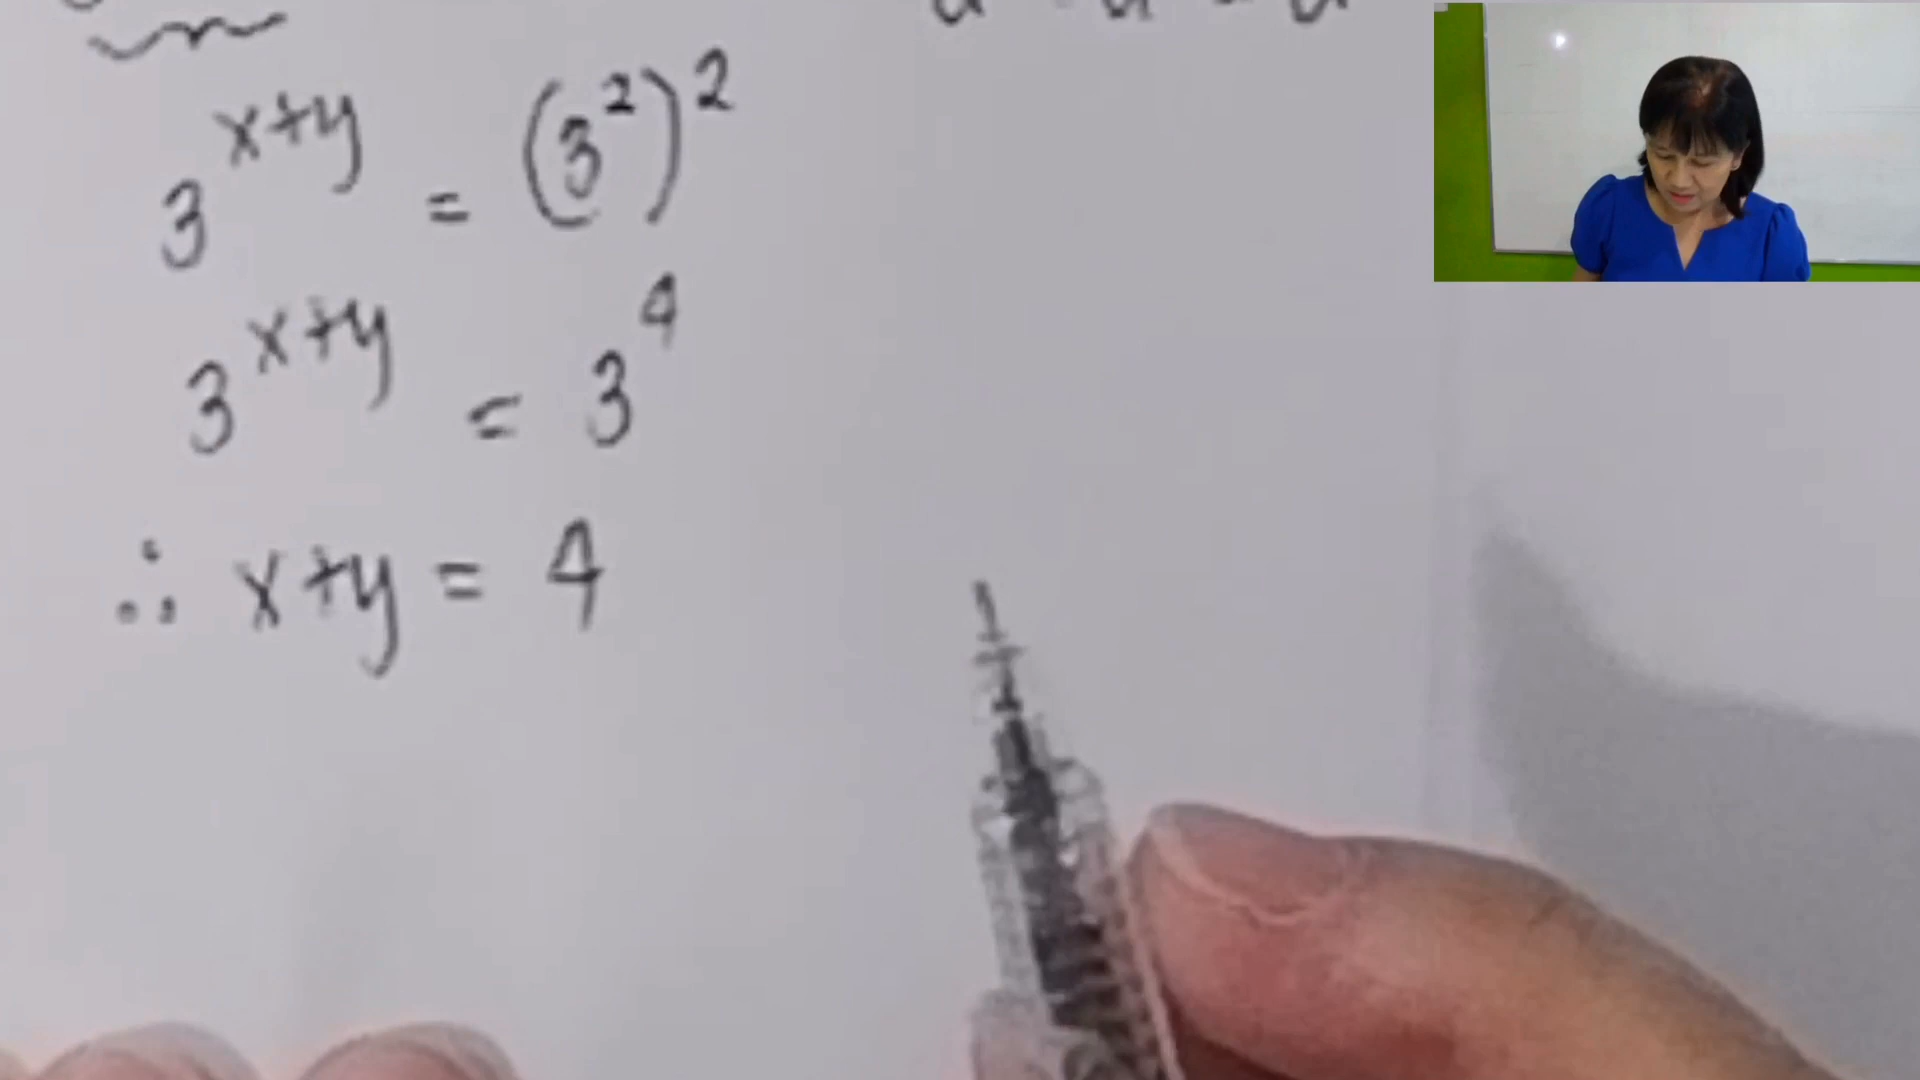 3^{x+y} = (3^2)^2
3^{x+y} = 3^4
∴ x+y = 4